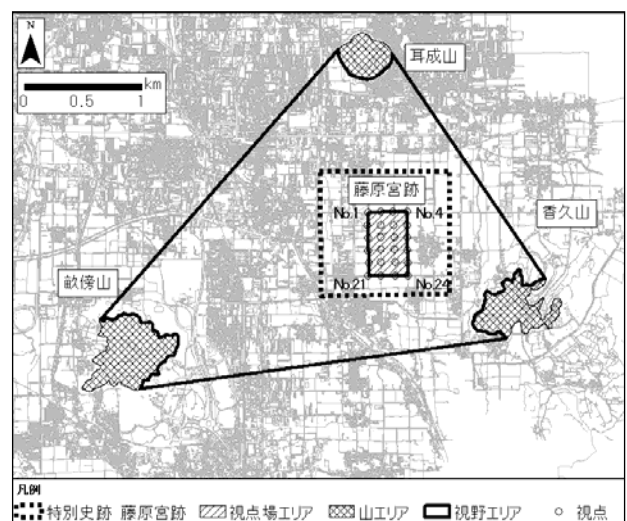 N
km
0 0.5 1
耳成山
藤原宮跡
No.1 No.4
香久山
畝傍山
No.21 No.24
凡例
特別史跡 藤原宮跡 視点場エリア 山エリア 視野エリア 視点